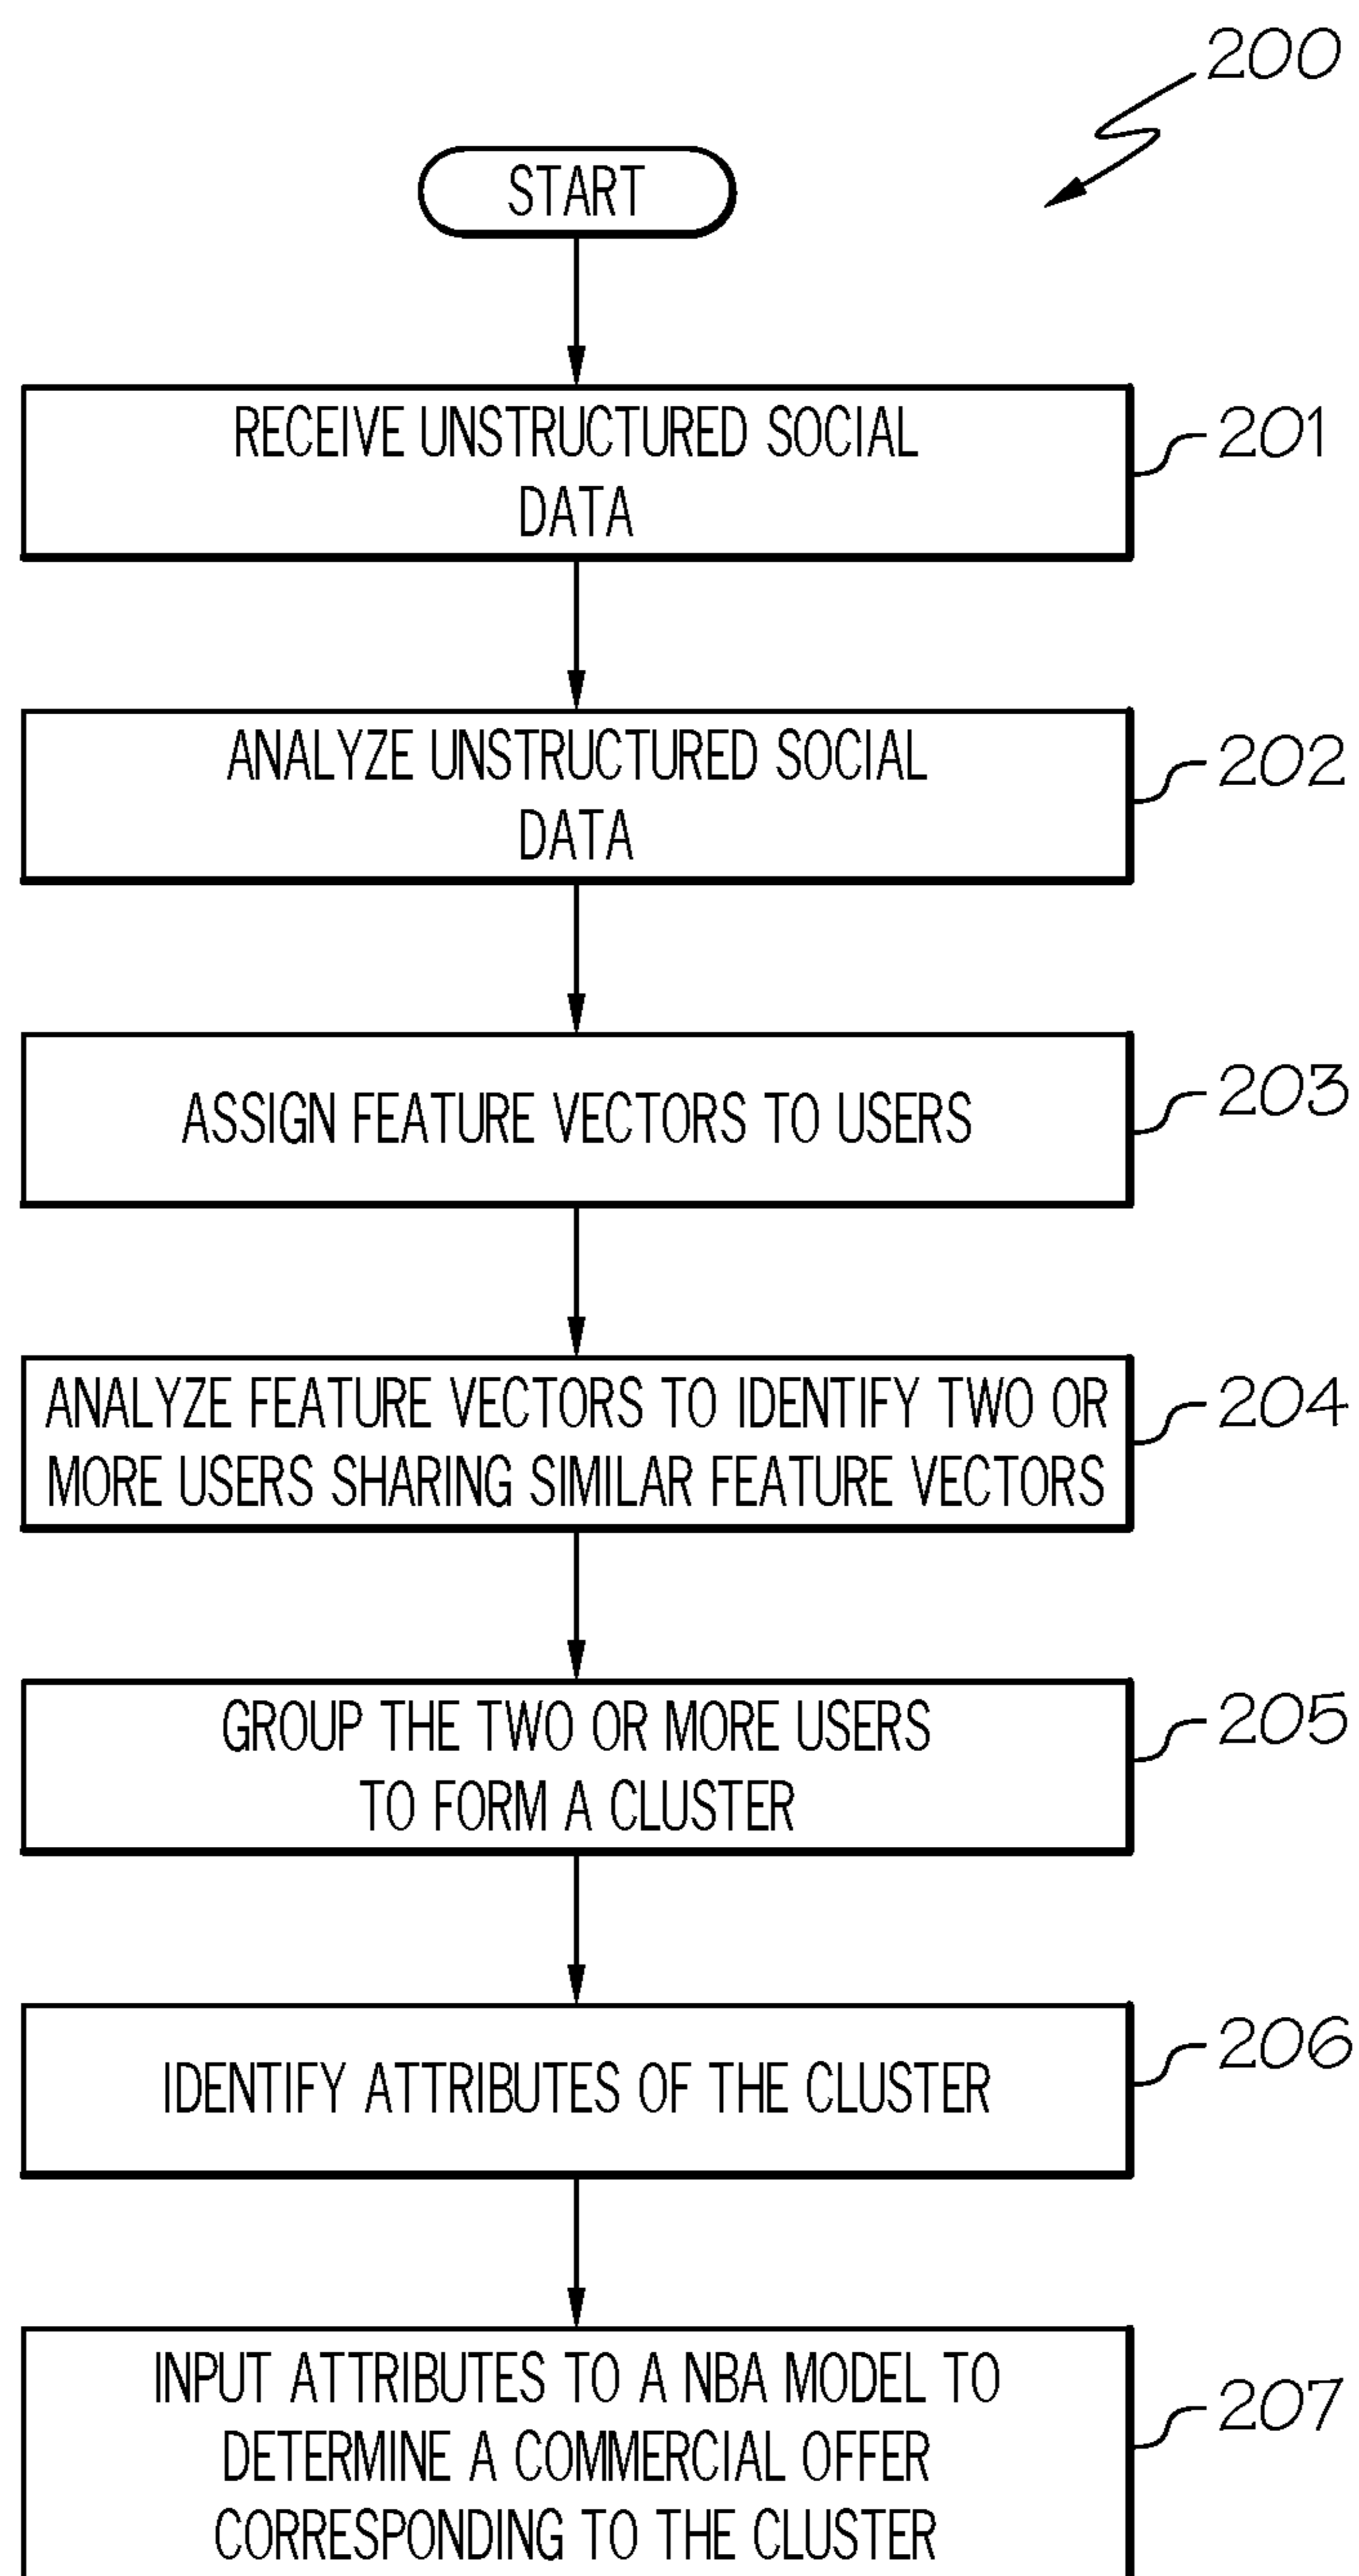 200
START
RECEIVE UNSTRUCTURED SOCIAL
DATA
201
ANALYZE UNSTRUCTURED SOCIAL
DATA
202
ASSIGN FEATURE VECTORS TO USERS
203
ANALYZE FEATURE VECTORS TO IDENTIFY TWO OR
MORE USERS SHARING SIMILAR FEATURE VECTORS
204
GROUP THE TWO OR MORE USERS
TO FORM A CLUSTER
205
IDENTIFY ATTRIBUTES OF THE CLUSTER
206
INPUT ATTRIBUTES TO A NBA MODEL TO
DETERMINE A COMMERCIAL OFFER
CORRESPONDING TO THE CLUSTER
207